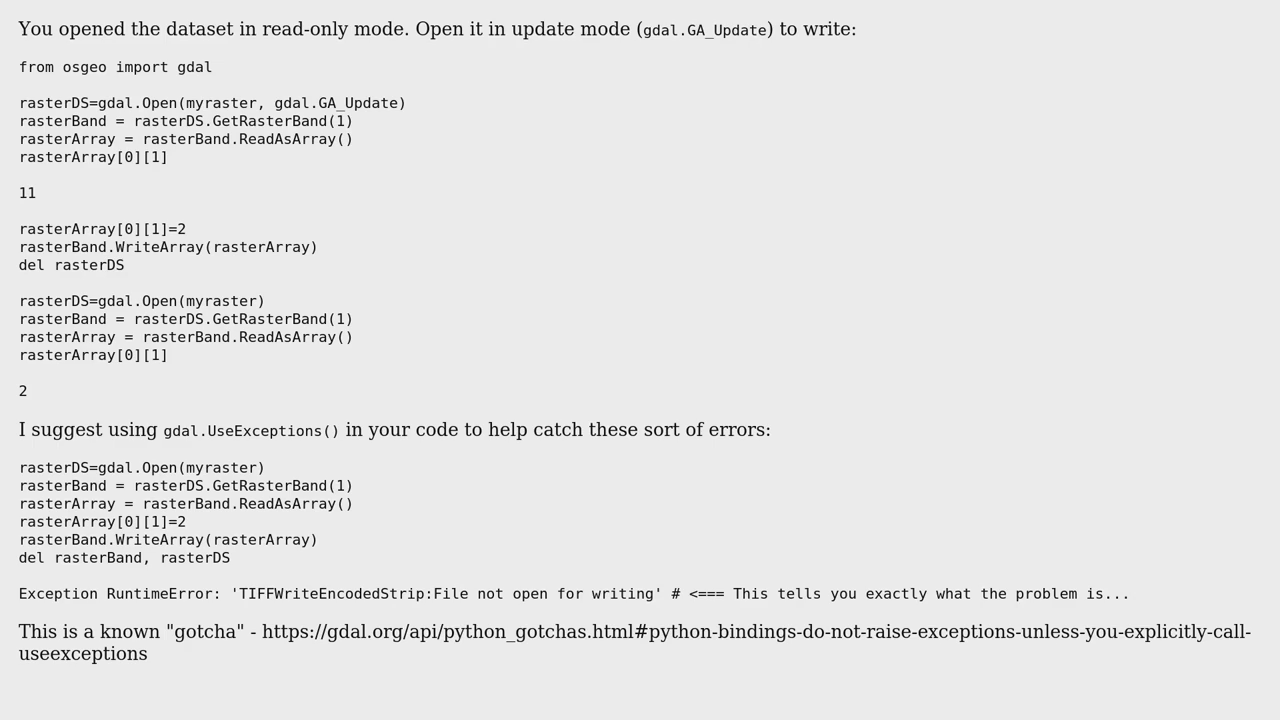 You opened the dataset in read-only mode. Open it in update mode (gdal.GA_Update) to write:
from osgeo import gdal
rasterDS=gdal.Open(myraster, gdal.GA_Update)
rasterBand = rasterDS.GetRasterBand(1)
rasterArray = rasterBand.ReadAsArray()
rasterArray[0][1]
11
rasterArray[0][1]=2
rasterBand.WriteArray(rasterArray)
del rasterDS
rasterDS=gdal.Open(myraster)
rasterBand = rasterDS.GetRasterBand(1)
rasterArray = rasterBand.ReadAsArray()
rasterArray[0][1]
2
I suggest using gdal.UseExceptions() in your code to help catch these sort of errors:
rasterDS=gdal.Open(myraster)
rasterBand = rasterDS.GetRasterBand(1)
rasterArray = rasterBand.ReadAsArray()
rasterArray[0][1]=2
rasterBand.WriteArray(rasterArray)
del rasterBand, rasterDS
Exception RuntimeError: 'TIFFWriteEncodedStrip:File not open for writing' # <=== This tells you exactly what the problem is...
This is a known "gotcha" - https://gdal.org/api/python_gotchas.html#python-bindings-do-not-raise-exceptions-unless-you-explicitly-call-
useexceptions